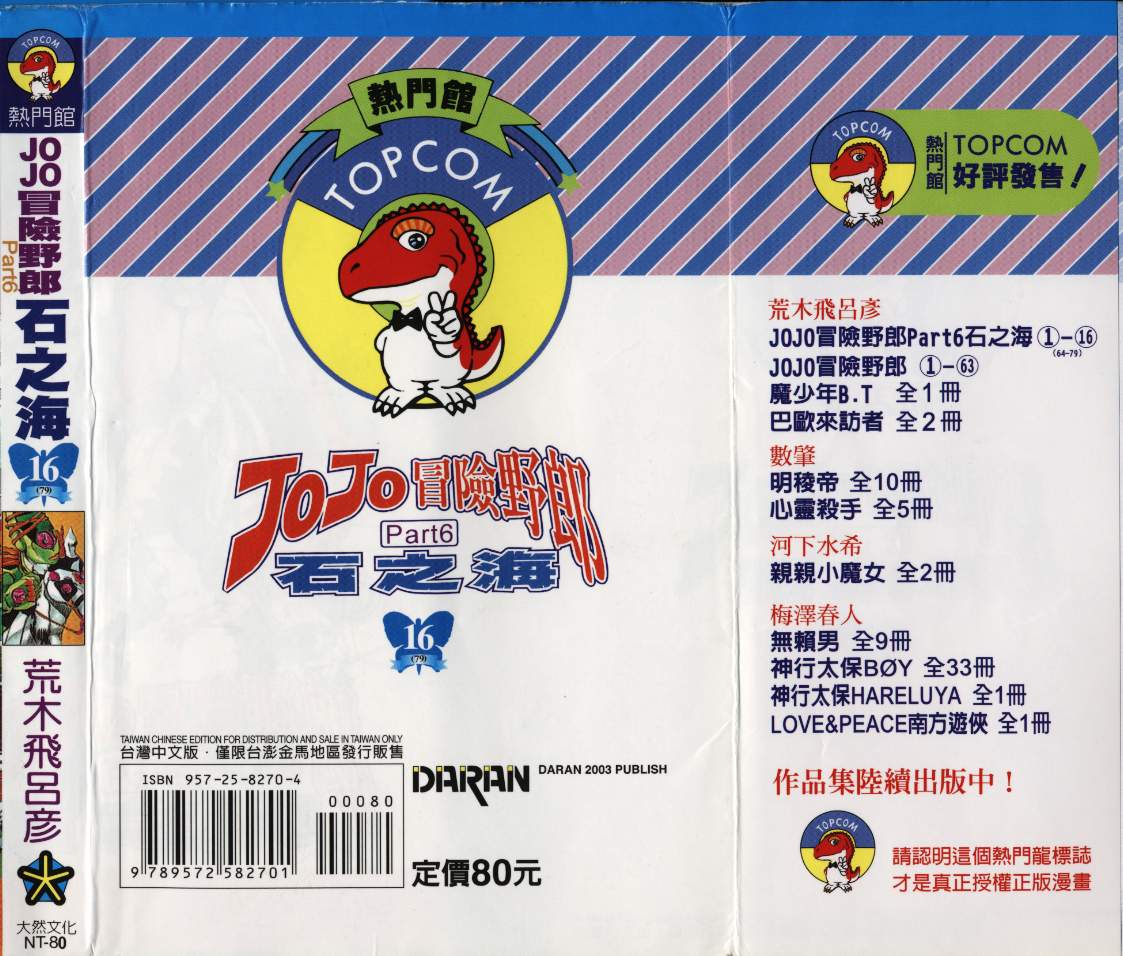 TOPCOM
熱門館
JO
JO
冒險野郎
Part6
石之海
16
(79)
荒木飛呂彥
大然文化
NT-80
熱門館
TOPCOM
JOJO冒險野郎
Part6
石之海
16
(79)
TAIWAN CHINESE EDITION FOR DISTRIBUTION AND SALE IN TAIWAN ONLY
台灣中文版‧僅限台澎金馬地區發行販售
ISBN 957-25-8270-4
00080
9 789572 582701
DARAN
DARAN 2003 PUBLISH
定價80元
TOPCOM
熱門館
TOPCOM
好評發售!
荒木飛呂彥
JOJO冒險野郎Part6石之海①-⑯
(64-79)
JOJO冒險野郎 ①-63
魔少年B.T 全1冊
巴歐來訪者 全2冊
數肇
明稜帝 全10冊
心靈殺手 全5冊
河下水希
親親小魔女 全2冊
梅澤春人
無賴男 全9冊
神行太保BØY 全33冊
神行太保HARELUYA 全1冊
LOVE&PEACE南方遊俠 全1冊
作品集陸續出版中!
TOPCOM
請認明這個熱門龍標誌
才是真正授權正版漫畫